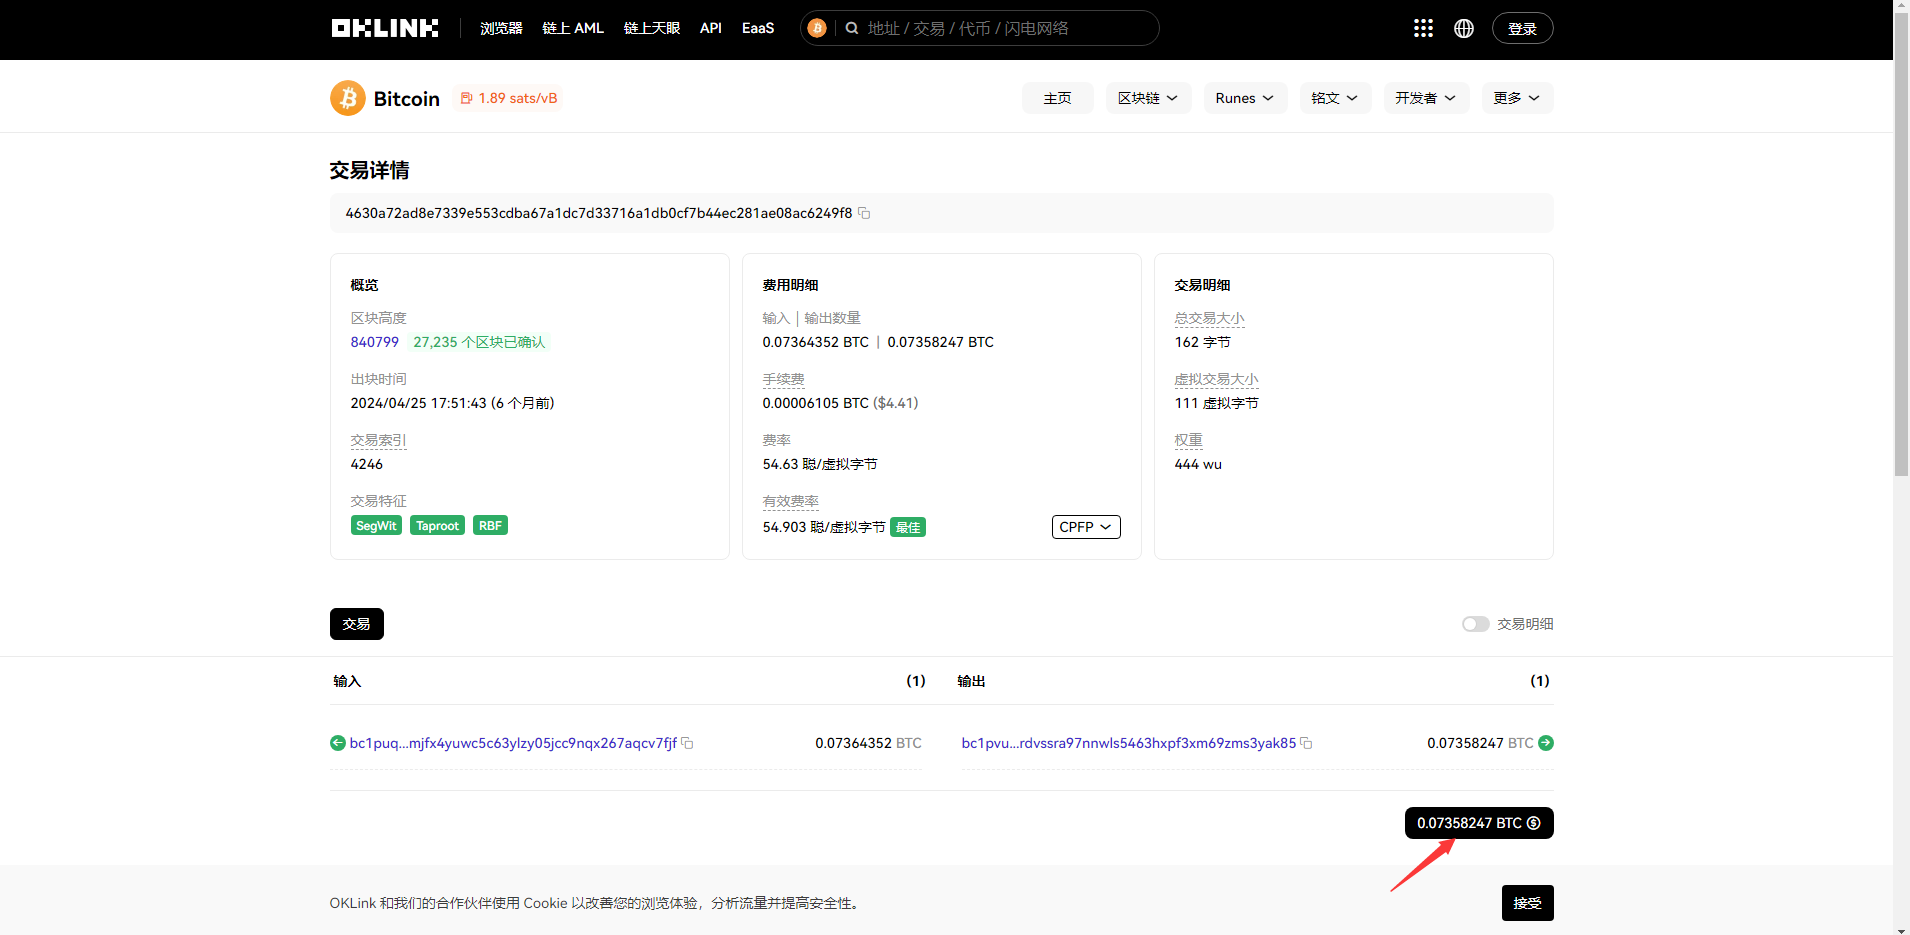 OKLINK 浏览器 链上 AML 链上天眼 API EaaS 地址 / 交易 / 代币 / 闪电网络 登录
Bitcoin 1.89 sats/vB 主页 区块链 Runes 铭文 开发者 更多
交易详情
4630a72ad8e7339e553cdba67a1dc7d33716a1db0cf7b44ec281ae08ac6249f8
概览
区块高度
840799 27,235 个区块已确认
出块时间
2024/04/25 17:51:43 (6 个月前)
交易索引
4246
交易特征
SegWit Taproot RBF
费用明细
输入 | 输出数量
0.07364352 BTC | 0.07358247 BTC
手续费
0.00006105 BTC ($4.41)
费率
54.63 聪/虚拟字节
有效费率
54.903 聪/虚拟字节 最佳 CPFP
交易明细
总交易大小
162 字节
虚拟交易大小
111 虚拟字节
权重
444 wu
交易 交易明细
输入 (1) 输出 (1)
bc1puq...mjfx4yuwc5c63ylzy05jcc9nqx267aqcv7fjf 0.07364352 BTC bc1pvu...rdvssra97nnwls5463hxpf3xm69zms3yak85 0.07358247 BTC
0.07358247 BTC
OKLink 和我们的合作伙伴使用 Cookie 以改善您的浏览体验，分析流量并提高安全性。 接受